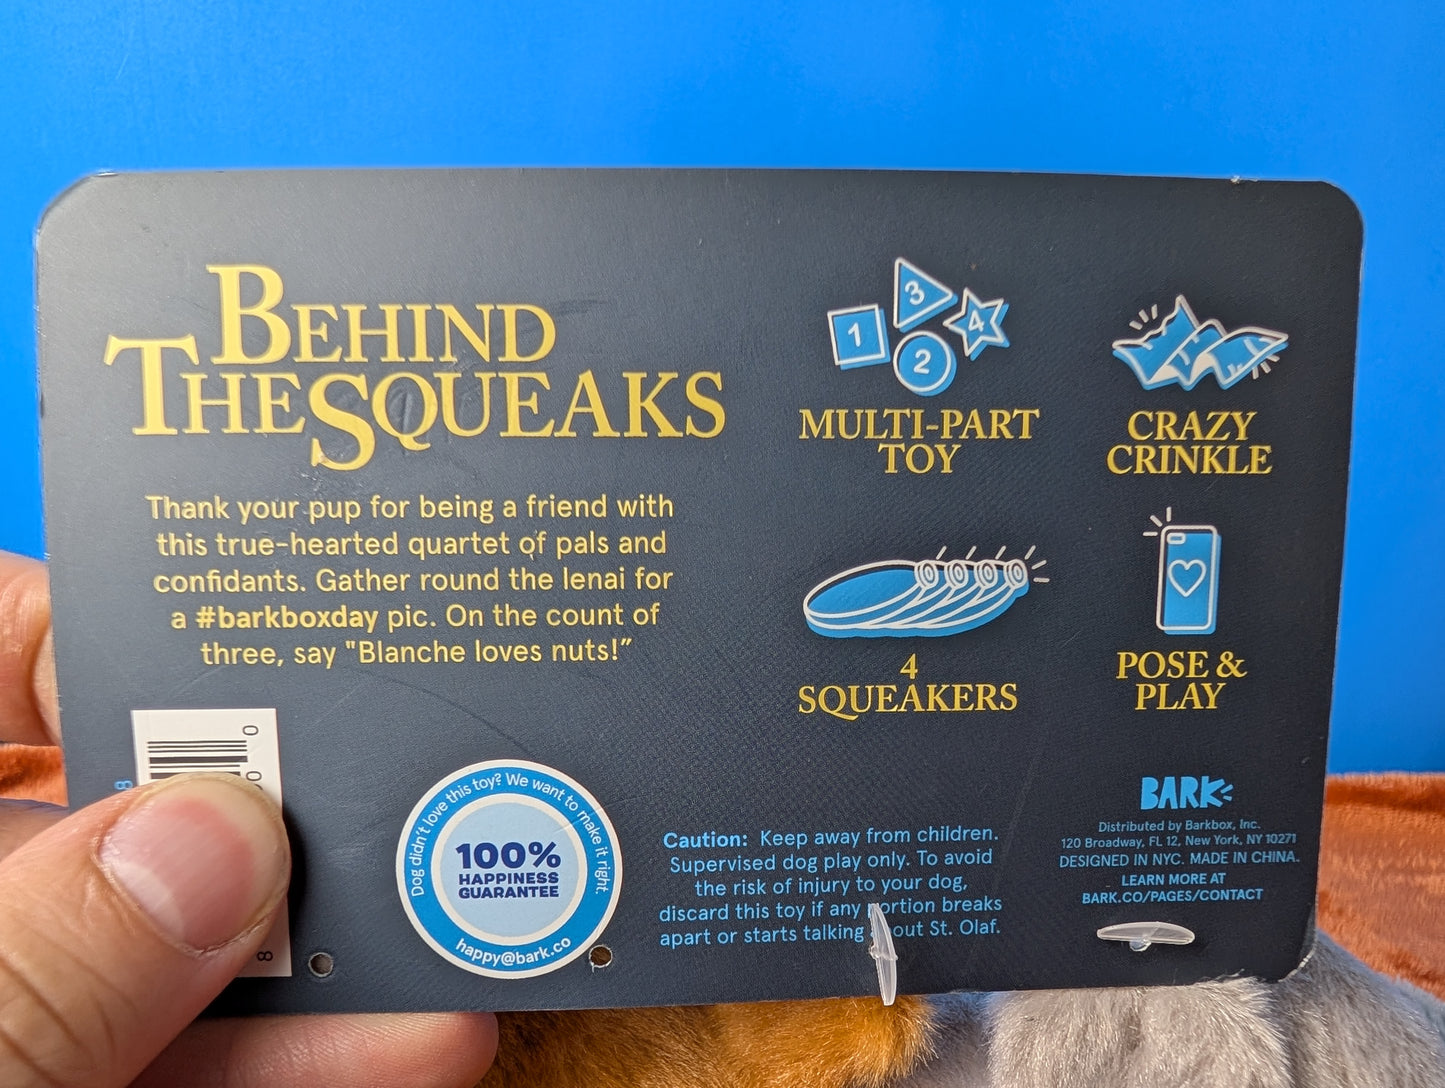 BEHIND
THE SQUEAKS
Thank your pup for being a friend with
this true-hearted quartet of pals and
confidants. Gather round the lenai for
a #barkboxday pic. On the count of
three, say "Blanche loves nuts!”
1
2
3
4
MULTI-PART
TOY
CRAZY
CRINKLE
4
SQUEAKERS
POSE &
PLAY
8
0
0
8
Dog didn't love this toy? We want to make it right.
100%
HAPPINESS
GUARANTEE
happy@bark.co
Caution: Keep away from children.
Supervised dog play only. To avoid
the risk of injury to your dog,
discard this toy if any portion breaks
apart or starts talking out St. Olaf.
BARK
Distributed by Barkbox, Inc.
120 Broadway, FL 12, New York, NY 10271
DESIGNED IN NYC. MADE IN CHINA.
LEARN MORE AT
BARK.CO/PAGES/CONTACT